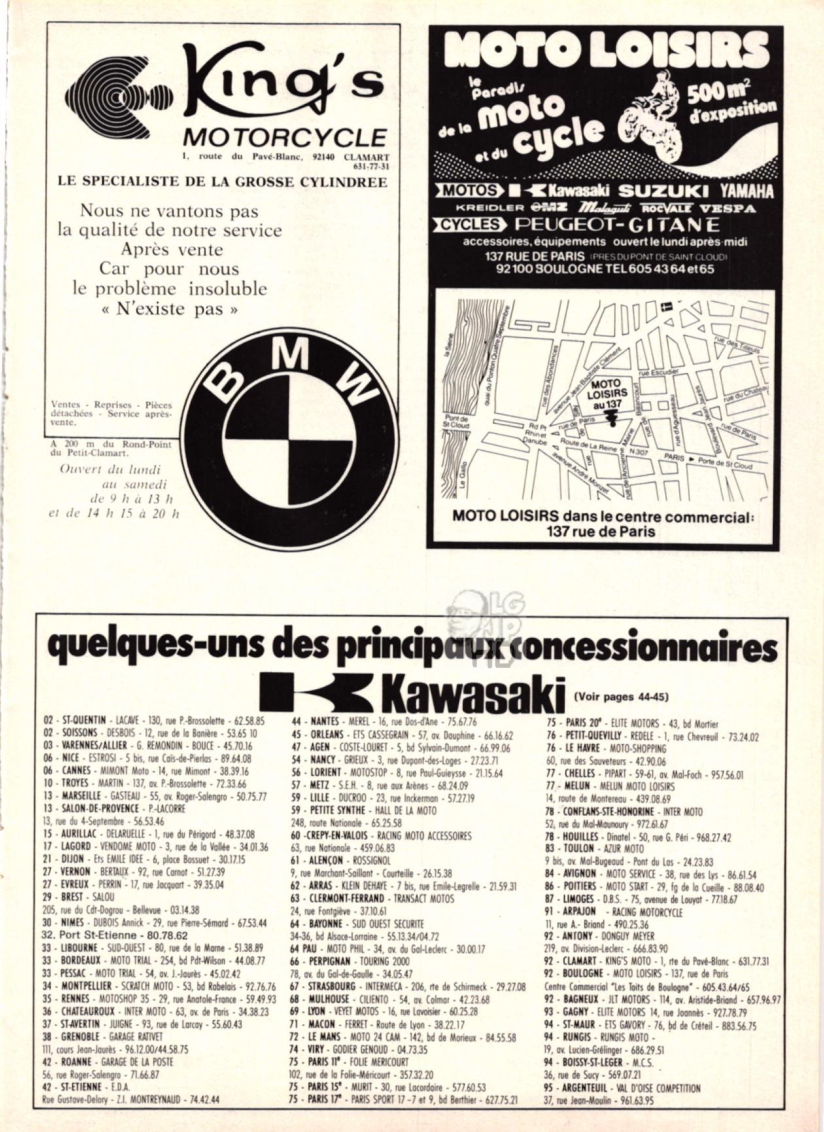 King's
MOTORCYCLE
1, route du Pavé-Blanc, 92140 CLAMART
631-77-31
LE SPECIALISTE DE LA GROSSE CYLINDREE
Nous ne vantons pas
la qualité de notre service
Après vente
Car pour nous
le problème insoluble
« N'existe pas »
BMW
Ventes - Reprises - Pièces
détachées - Service après-
vente.
A 200 m du Rond-Point
du Petit-Clamart.
Ouvert du lundi
au samedi
de 9 h à 13 h
et de 14 h 15 à 20 h
MOTO LOISIRS
le
Paradis
de la moto
et du cycle
500 m²
d'exposition
MOTOS Kawasaki SUZUKI YAMAHA
KREIDLER Malaguti ROCVALE VESPA
CYCLES PEUGEOT-GITANE
accessoires, équipements ouvert le lundi après-midi
137 RUE DE PARIS (PRES DU PONT DE SAINT CLOUD)
92100 BOULOGNE TEL 605 43 64 et 65
la Seine
quai du Ponton Quatre Septembre
rue des Abondances
avenue Jean Baptiste Clément
rue des Tilleuls
rue Escudier
MOTO
LOISIRS
au 137
rue du Chateau
Pont de
St Cloud
Rd Pt
Rhin et
Danube
rue de Paris
rue de Paris
Route de La Reine
N.307
rue d'Aguesseau
PARIS ► Porte de St Cloud
avenue André Morizet
MOTO LOISIRS dans le centre commercial:
137 rue de Paris
quelques-uns des principaux concessionnaires
Kawasaki (Voir pages 44-45)
02 - ST-QUENTIN - LACAVE - 130, rue P.-Brossolette - 62.58.85
02 - SOISSONS - DESBOIS - 12, rue de la Banière - 53.65 10
03 - VARENNES/ALLIER - G. REMONDIN - BOUCE - 45.70.16
06 - NICE - ESTROSI - 5 bis, rue Cais-de-Pierlas - 89.64.08
06 - CANNES - MIMONT Moto - 14, rue Mimont - 38.39.16
10 - TROYES - MARTIN - 137, av. P.-Brossolette - 72.33.66
13 - MARSEILLE - GASTEAU - 55, av. Roger-Salengro - 50.75.77
13 - SALON-DE-PROVENCE - P.-LACORRE
13, rue du 4-Septembre - 56.53.46
15 - AURILLAC - DELARUELLE - 1, rue du Périgord - 48.37.08
17 - LAGORD - VENDOME MOTO - 3, rue de la Vallée - 34.01.36
21 - DIJON - Ets EMILE IDEE - 6, place Bossuet - 30.17.15
27 - VERNON - BERTAUX - 92, rue Carnot - 51.27.39
27 - EVREUX - PERRIN - 17, rue Jacquart - 39.35.04
29 - BREST - SALOU
205, rue du Cdt-Dogrou - Bellevue - 03.14.38
30 - NIMES - DUBOIS Annick - 29, rue Pierre-Sémard - 67.53.44
32, Port St-Etienne - 80.78.62
33 - LIBOURNE - SUD-OUEST - 80, rue de la Marne - 51.38.89
33 - BORDEAUX - MOTO TRIAL - 254, bd Pdt-Wilson - 44.08.77
33 - PESSAC - MOTO TRIAL - 54, av. J.-Jaurès - 45.02.42
34 - MONTPELLIER - SCRATCH MOTO - 53, bd Rabelais - 92.76.76
35 - RENNES - MOTOSHOP 35 - 29, rue Anatole-France - 59.49.93
36 - CHATEAUROUX - INTER MOTO - 63, av. de Paris - 34.38.23
37 - ST-AVERTIN - JUIGNE - 93, rue de Larcay - 55.60.43
38 - GRENOBLE - GARAGE RATIVET
111, cours Jean-Jaurès - 96.12.00/44.58.75
42 - ROANNE - GARAGE DE LA POSTE
56, rue Roger-Salengro - 71.66.87
42 - ST-ETIENNE - E.D.A.
Rue Gustave-Delory - Z.I. MONTREYNAUD - 74.42.44
44 - NANTES - MEREL - 16, rue Dos-d'Ane - 75.67.76
45 - ORLEANS - ETS CASSEGRAIN - 57, av. Dauphine - 66.16.62
47 - AGEN - COSTE-LOURET - 5, bd Sylvain-Dumont - 66.99.06
54 - NANCY - GRIEUX - 3, rue Dupont-des-Loges - 27.23.71
56 - LORIENT - MOTOSTOP - 8, rue Paul-Guieysse - 21.15.64
57 - METZ - S.E.H. - 8, rue aux Arènes - 68.24.09
59 - LILLE - DUCROO - 23, rue Inckerman - 57.27.19
59 - PETITE SYNTHE - HALL DE LA MOTO
248, route Nationale - 65.25.58
60 -CREPY-EN-VALOIS - RACING MOTO ACCESSOIRES
63, rue Nationale - 459.06.83
61 - ALENÇON - ROSSIGNOL
9, rue Marchant-Saillant - Courteille - 26.15.38
62 - ARRAS - KLEIN DEHAYE - 7 bis, rue Emile-Legrelle - 21.59.31
63 - CLERMONT-FERRAND - TRANSACT MOTOS
24, rue Fontgiève - 37.10.61
64 - BAYONNE - SUD OUEST SECURITE
34-36, bd Alsace-Lorraine - 55.13.34/04.72
64 PAU - MOTO PHIL - 34, av. du Gal-Leclerc - 30.00.17
66 - PERPIGNAN - TOURING 2000
78, av. du Gal-de-Gaulle - 34.05.47
67 - STRASBOURG - INTERMECA - 206, rte de Schirmeck - 29.27.08
68 - MULHOUSE - CILIENTO - 54, av. Colmar - 42.23.68
69 - LYON - VEYET MOTOS - 16, rue Lavoisier - 60.25.28
71 - MACON - FERRET - Route de Lyon - 38.22.17
72 - LE MANS - MOTO 24 CAM - 142, bd de Morieux - 84.55.58
74 - VIRY - GODIER GENOUD - 04.73.35
75 - PARIS 11e - FOLIE MERICOURT
102, rue de la Folie-Méricourt - 357.32.20
75 - PARIS 15e - MURIT - 30, rue Lacordaire - 577.60.53
75 - PARIS 17e - PARIS SPORT 17 -7 et 9, bd Berthier - 627.75.21
75 - PARIS 20e - ELITE MOTORS - 43, bd Mortier
76 - PETIT-QUEVILLY - REDELE - 1, rue Chevreuil - 73.24.02
76 - LE HAVRE - MOTO-SHOPPING
60, rue des Sauveteurs - 42.90.06
77 - CHELLES - PIPART - 59-61, av. Mal-Foch - 957.56.01
77 - MELUN - MELUN MOTO LOISIRS
14, route de Montereau - 439.08.69
78 - CONFLANS-STE-HONORINE - INTER MOTO
52, rue du Mal-Maunoury - 972.61.67
78 - HOUILLES - Dinatel - 50, rue G. Péri - 968.27.42
83 - TOULON - AZUR MOTO
9 bis, av. Mal-Bugeaud - Pont du Las - 24.23.83
84 - AVIGNON - MOTO SERVICE - 38, rue des Lys - 86.61.54
86 - POITIERS - MOTO START - 29, fg de la Cueille - 88.08.40
87 - LIMOGES - D.B.S. - 75, avenue de Louyat - 77.18.67
91 - ARPAJON - RACING MOTORCYCLE
11, rue A.- Briand - 490.25.36
92 - ANTONY - DONGUY MEYER
219, av. Division-Leclerc - 666.83.90
92 - CLAMART - KING'S MOTO - 1, rte du Pavé-Blanc - 631.77.31
92 - BOULOGNE - MOTO LOISIRS - 137, rue de Paris
Centre Commercial "Les Toits de Boulogne" - 605.43.64/65
92 - BAGNEUX - JLT MOTORS - 114, av. Aristide-Briand - 657.96.97
93 - GAGNY - ELITE MOTORS 14, rue Joannès - 927.78.79
94 - ST-MAUR - ETS GAVORY - 76, bd de Créteil - 883.56.75
94 - RUNGIS - RUNGIS MOTO -
19, av. Lucien-Grélinger - 686.29.51
94 - BOISSY-ST-LEGER - M.C.S.
36, rue de Sucy - 569.07.21
95 - ARGENTEUIL - VAL D'OISE COMPETITION
37, rue Jean-Moulin - 961.63.95